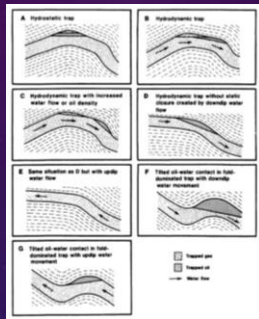 A Hydrostatic trap
B Hydrodynamic trap
C Hydrodynamic trap with increased
water flow or oil density
D Hydrodynamic trap without static
closure created by downdip water
flow
E Same situation as D but with updip
water flow
F Tilted oil-water contact in fold-
dominated trap with downdip
water movement
G Tilted oil-water contact in fold-
dominated trap with updip water
movement
Trapped gas
Trapped oil
Water flow